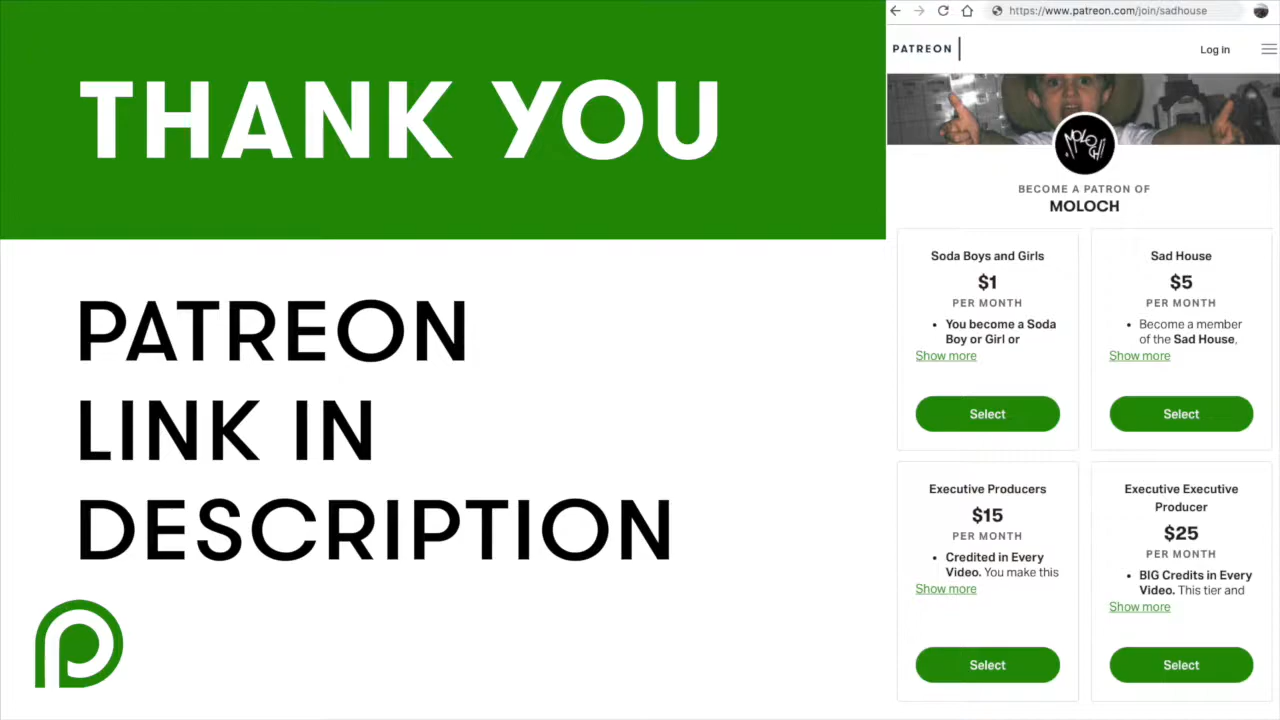 THANK YOU
PATREON
LINK IN
DESCRIPTION
https://www.patreon.com/join/sadhouse
PATREON
Log in
MOLOCH
BECOME A PATRON OF
MOLOCH
Soda Boys and Girls
$1
PER MONTH
• You become a Soda
Boy or Girl or
Show more
Select
Sad House
$5
PER MONTH
• Become a member
of the Sad House,
Show more
Select
Executive Producers
$15
PER MONTH
• Credited in Every
Video. You make this
Show more
Select
Executive Executive
Producer
$25
PER MONTH
• BIG Credits in Every
Video. This tier and
Show more
Select